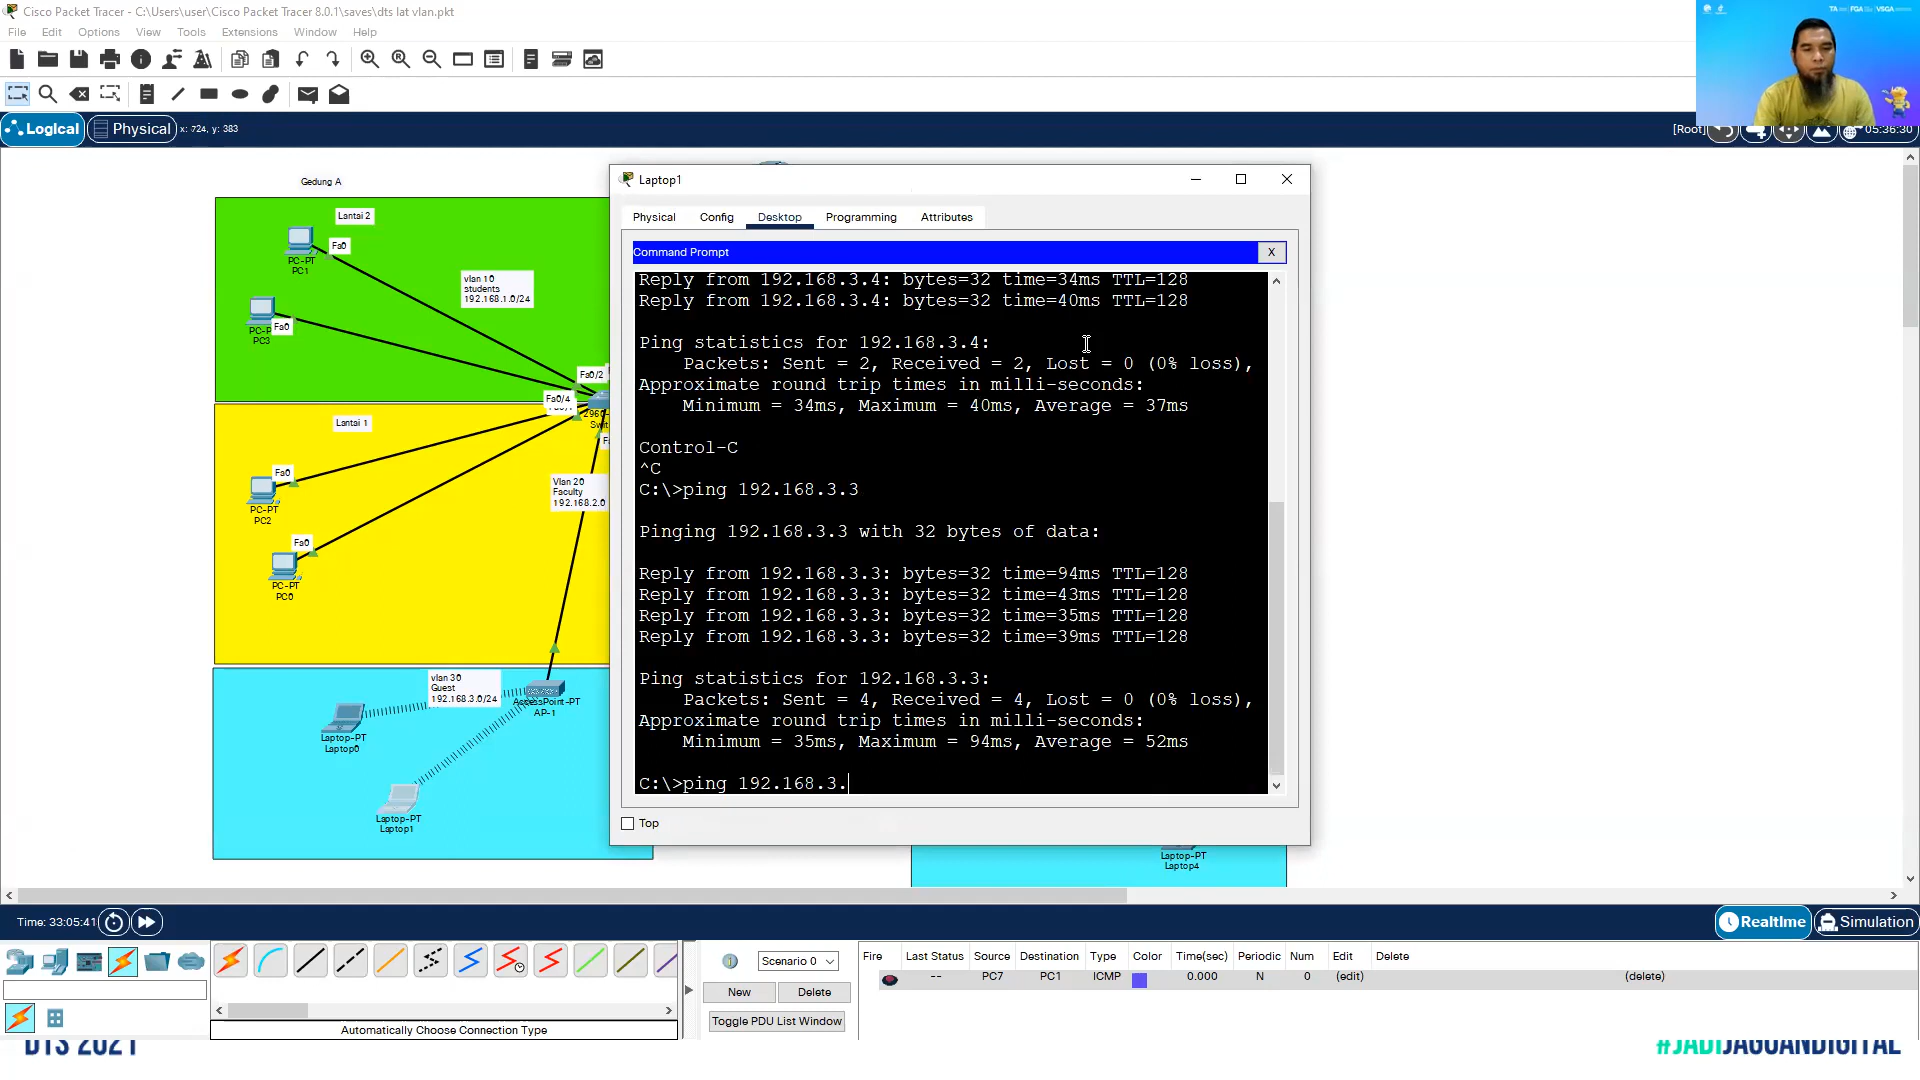 Cisco Packet Tracer - C:\Users\user\Cisco Packet Tracer 8.0.1\saves\dts lat vlan.pkt
File Edit Options View Tools Extensions Window Help
TA FGA VSGA
Logical Physical x: 724, y: 383
[Root] 05:36:30
Gedung A
Lantai 2
Fa0
PC-PT
PC1
vlan 10
students
192.168.1.0/24
Fa0
PC3
Fa0/2
Fa0/4
Lantai 1
Fa0
PC-PT
PC2
Vlan 20
Faculty
192.168.2.0
Fa0
PC-PT
PC0
vlan 30
Guest
192.168.3.0/24
AccessPoint-PT
AP-1
Laptop-PT
Laptop0
Laptop-PT
Laptop1
Laptop1
Physical Config Desktop Programming Attributes
Command Prompt X
Reply from 192.168.3.4: bytes=32 time=34ms TTL=128
Reply from 192.168.3.4: bytes=32 time=40ms TTL=128
Ping statistics for 192.168.3.4:
Packets: Sent = 2, Received = 2, Lost = 0 (0% loss),
Approximate round trip times in milli-seconds:
Minimum = 34ms, Maximum = 40ms, Average = 37ms
Control-C
^C
C:\>ping 192.168.3.3
Pinging 192.168.3.3 with 32 bytes of data:
Reply from 192.168.3.3: bytes=32 time=94ms TTL=128
Reply from 192.168.3.3: bytes=32 time=43ms TTL=128
Reply from 192.168.3.3: bytes=32 time=35ms TTL=128
Reply from 192.168.3.3: bytes=32 time=39ms TTL=128
Ping statistics for 192.168.3.3:
Packets: Sent = 4, Received = 4, Lost = 0 (0% loss),
Approximate round trip times in milli-seconds:
Minimum = 35ms, Maximum = 94ms, Average = 52ms
C:\>ping 192.168.3.
Top
Laptop-PT
Laptop4
Time: 33:05:41
Realtime Simulation
Scenario 0
New Delete
Toggle PDU List Window
Automatically Choose Connection Type
Fire Last Status Source Destination Type Color Time(sec) Periodic Num Edit Delete
-- PC7 PC1 ICMP 0.000 N 0 (edit) (delete)
DTS 2021
#JADIJAGOANDIGITAL